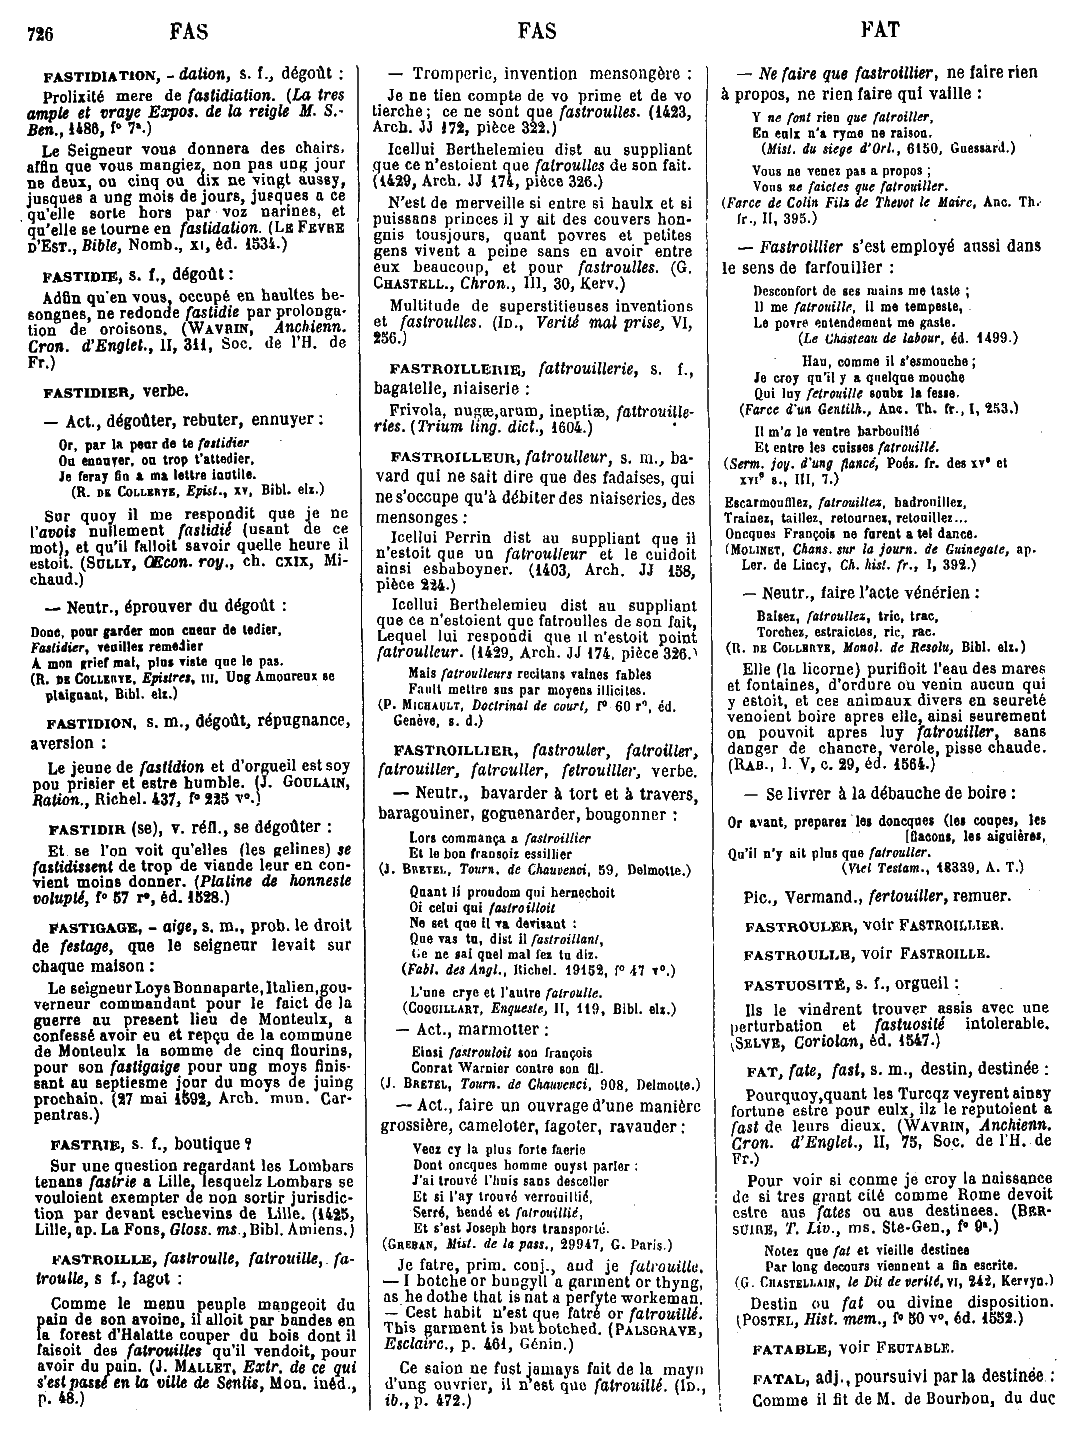 726 FAS FAS FAT
FASTIDIATION, - dation, s. f., dégoût :
Prolixité mere de fastidiation. (La tres
ample et vraye Expos. de la reigle M. S.-
Ben., 1486, f° 7ª.)
Le Seigneur vous donnera des chairs,
affin que vous mangiez, non pas ung jour
ne deux, ou cinq ou dix ne vingt aussy,
jusques a ung mois de jours, jusques a ce
qu'elle sorte hors par voz narines, et
qu'elle se tourne en fastidation. (LE FEVRE
D'EST., Bible, Nomb., XI, éd. 1534.)
FASTIDIE, s. f., dégoût :
Adfin qu'en vous, occupé en haultes be-
songnes, ne redonde fastidie par prolonga-
tion de oroisons. (WAVRIN, Anchienn.
Cron. d'Englet., II, 311, Soc. de l'H. de
Fr.)
FASTIDIER, verbe.
— Act., dégoûter, rebuter, ennuyer :
Or, par la peur de te fastidier
Ou ennuyer, ou trop t'attedier,
Je feray fin a ma lettre inutile.
(R. DE COLLERYE, Epist., XV, Bibl. elz.)
Sur quoy il me respondit que je ne
l'avois nullement fastidié (usant de ce
mot), et qu'il falloit savoir quelle heure il
estoit. (SULLY, Œcon. roy., ch. CXIX, Mi-
chaud.)
— Neutr., éprouver du dégoût :
Donc, pour garder mon cueur de tedier,
Fastidier, veuilles remedier
A mon grief mal, plus viste que le pas.
(R. DE COLLERYE, Epistres, III, Ung Amoureux se
plaignant, Bibl. elz.)
FASTIDION, s. m., dégoût, répugnance,
aversion :
Le jeune de fastidion et d'orgueil est soy
pou prisier et estre humble. (J. GOULAIN,
Ration., Richel. 437, f° 225 v°.)
FASTIDIR (se), v. réfl., se dégoûter :
Et se l'on voit qu'elles (les gelines) se
fastidissent de trop de viande leur en con-
vient moins donner. (Platine de honneste
volupté, f° 57 r°, éd. 1528.)
FASTIGAGE, - aige, s. m., prob. le droit
de festage, que le seigneur levait sur
chaque maison :
Le seigneur Loys Bonnaparte, Italien, gou-
verneur commandant pour le faict de la
guerre au present lieu de Monteulx, a
confessé avoir eu et repçu de la commune
de Monteulx la somme de cinq flourins,
pour son fastigaige pour ung moys finis-
sant au septiesme jour du moys de juing
prochain. (27 mai 1592, Arch. mun. Car-
pentras.)
FASTRIE, s. f., boutique ?
Sur une question regardant les Lombars
tenans fastrie a Lille, lesquelz Lombars se
vouloient exempter de non sortir jurisdic-
tion par devant eschevins de Lille. (1425,
Lille, ap. La Fons, Gloss. ms., Bibl. Amiens.)
FASTROILLE, fastroulle, fatrouille, fa-
troulle, s f., fagot :
Comme le menu peuple mangeoit du
pain de son avoine, il alloit par bandes en
la forest d'Halatte couper du bois dont il
faisoit des fatrouilles qu'il vendoit, pour
avoir du pain. (J. MALLET, Extr. de ce qui
s'est passé en la ville de Senlis, Mon. inéd.,
p. 48.)
— Tromperie, invention mensongère :
Je ne tien compte de vo prime et de vo
tierche ; ce ne sont que fastroulles. (1423,
Arch. JJ 172, pièce 322.)
Icellui Berthelemieu dist au suppliant
que ce n'estoient que fatroulles de son fait.
(1429, Arch. JJ 174, pièce 326.)
N'est de merveille si entre si haulx et si
puissans princes il y ait des couvers hon-
gnis tousjours, quant povres et petites
gens vivent a peine sans en avoir entre
eux beaucoup, et pour fastroulles. (G.
CHASTELL., Chron., III, 30, Kerv.)
Multitude de superstitieuses inventions
et fastroulles. (ID., Verité mal prise, VI,
256.)
FASTROILLERIE, fattrouillerie, s. f.,
bagatelle, niaiserie :
Frivola, nugæ,arum, ineptiæ, fattrouille-
ries. (Trium ling. dict., 1604.)
FASTROILLEUR, fatroulleur, s. m., ba-
vard qui ne sait dire que des fadaises, qui
ne s'occupe qu'à débiter des niaiseries, des
mensonges :
Icellui Perrin dist au suppliant que il
n'estoit que un fatroulleur et le cuidoit
ainsi esbuboyner. (1403, Arch. JJ 158,
pièce 224.)
Icellui Berthelemieu dist au suppliant
que ce n'estoient que fatroulles de son fait,
Lequel lui respondi que il n'estoit point
fatroulleur. (1429, Arch. JJ 174, pièce 326.)
Mais fatroulleurs recitans vaines fables
Fault mettre sus par moyens illicites.
(P. MICHAULT, Doctrinal de court, f° 60 r°, éd.
Genève, s. d.)
FASTROILLIER, fastrouler, fatroiller,
fatrouiller, fatrouller, fetrouiller, verbe.
— Neutr., bavarder à tort et à travers,
baragouiner, goguenarder, bougonner :
Lors commança a fastroillier
Et le bon fransoiz essillier
(J. BRETEL, Tourn. de Chauvenci, 59, Delmotte.)
Quant li proudom qui hernechoit
Oi celui qui fastroilloit
Ne set que il va devisant :
Que vas tu, dist il fastroillant,
Ge ne sai quel mal fez tu diz.
(Fabl. des Angl., Richel. 19152, f° 47 v°.)
L'une crye et l'autre fatroulle.
(COQUILLART, Enqueste, II, 119, Bibl. elz.)
— Act., marmotter :
Einsi fastrouloit son françois
Conrat Warnier contre son fil.
(J. BRETEL, Tourn. de Chauvenci, 908, Delmotte.)
— Act., faire un ouvrage d'une manière
grossière, cameloter, fagoter, ravauder :
Veez cy la plus forte faerie
Dont oncques homme ouyst parler :
J'ai trouvé l'huis sans desceller
Et si l'ay trouvé verrouillié,
Serré, bendé et fatrouillié,
Et s'est Joseph hors transporté.
(GREBAN, Mist. de la pass., 29947, G. Paris.)
Je fatre, prim. conj., aud je fatrouille.
— I botche or bungyll a garment or thyng,
as he dothe that is nat a perfyte workeman.
— Cest habit n'est que fatré or fatrouillé.
This garment is but botched. (PALSGRAVE,
Esclairc., p. 461, Génin.)
Ce saion ne fust jamays fait de la mayn
d'ung ouvrier, il n'est que fatrouillé. (ID.,
ib., p. 472.)
— Ne faire que fastroillier, ne faire rien
à propos, ne rien faire qui vaille :
Y ne font rien que fatroiller,
En eulx n'a ryme ne raison.
(Mist. du siege d'Orl., 6150, Guessard.)
Vous ne venez pas a propos ;
Vous ne faictes que fatrouiller.
(Farce de Colin Filz de Thevot le Maire, Anc. Th.
fr., II, 395.)
— Fastroillier s'est employé aussi dans
le sens de farfouiller :
Desconfort de ses mains me taste ;
Il me fatrouille, il me tempeste,
Le povre entendement me gaste.
(Le Chasteau de labour, éd. 1499.)
Hau, comme il s'esmouche ;
Je croy qu'il y a quelque mouche
Qui luy fetrouille soubz la fesse.
(Farce d'un Gentilh., Anc. Th. fr., I, 253.)
Il m'a le ventre barbouillé
Et entre les cuisses fatrouillé.
(Serm. joy. d'ung fiancé, Poés. fr. des XVᵉ et
XVIᵉ s., III, 7.)
Escarmouflez, fatrouillez, badronillez,
Trainez, taillez, retournez, retouillez...
Oncques François ne furent a tel dance.
(MOLINET, Chans. sur la journ. de Guinegate, ap.
Ler. de Lincy, Ch. hist. fr., I, 392.)
— Neutr., faire l'acte vénérien :
Baisez, fatroullez, tric, trac,
Torchez, estraictes, ric, rac.
(R. DE COLLERYE, Monol. de Resolu, Bibl. elz.)
Elle (la licorne) purifioit l'eau des mares
et fontaines, d'ordure ou venin aucun qui
y estoit, et ces animaux divers en seureté
venoient boire apres elle, ainsi seurement
on pouvoit apres luy fatrouiller, sans
danger de chancre, verole, pisse chaude.
(RAB., l. V, c. 29, éd. 1564.)
— Se livrer à la débauche de boire :
Or avant, preparez les doncques (les coupes, les
[flacons, les aiguières,
Qu'il n'y ait plus que fatrouller.
(Viel Testam., 18339, A. T.)
Pic., Vermand., fertouiller, remuer.
FASTROULER, voir FASTROILLIER.
FASTROULLE, voir FASTROILLE.
FASTUOSITÉ, s. f., orgueil :
Ils le vindrent trouver assis avec une
perturbation et fastuosité intolerable.
(SELVE, Coriolan, éd. 1547.)
FAT, fate, fast, s. m., destin, destinée :
Pourquoy, quant les Turcqz veyrent ainsy
fortune estre pour eulx, ilz le reputoient a
fast de leurs dieux. (WAVRIN, Anchienn.
Cron. d'Englet., II, 75, Soc. de l'H. de
Fr.)
Pour voir si conme je croy la naissance
de si tres grant cité comme Rome devoit
estre aus fates ou aus destinees. (BER-
SUIRE, T. Liv., ms. Ste-Gen., f° 9ª.)
Notez que fat et vieille destinee
Par long decours viennent a fin escrite.
(G. CHASTELLAIN, le Dit de verité, VI, 242, Kervyn.)
Destin ou fat ou divine disposition.
(POSTEL, Hist. mem., f° 50 v°, éd. 1552.)
FATABLE, voir FEUTABLE.
FATAL, adj., poursuivi par la destinée :
Comme il fit de M. de Bourbon, du duc